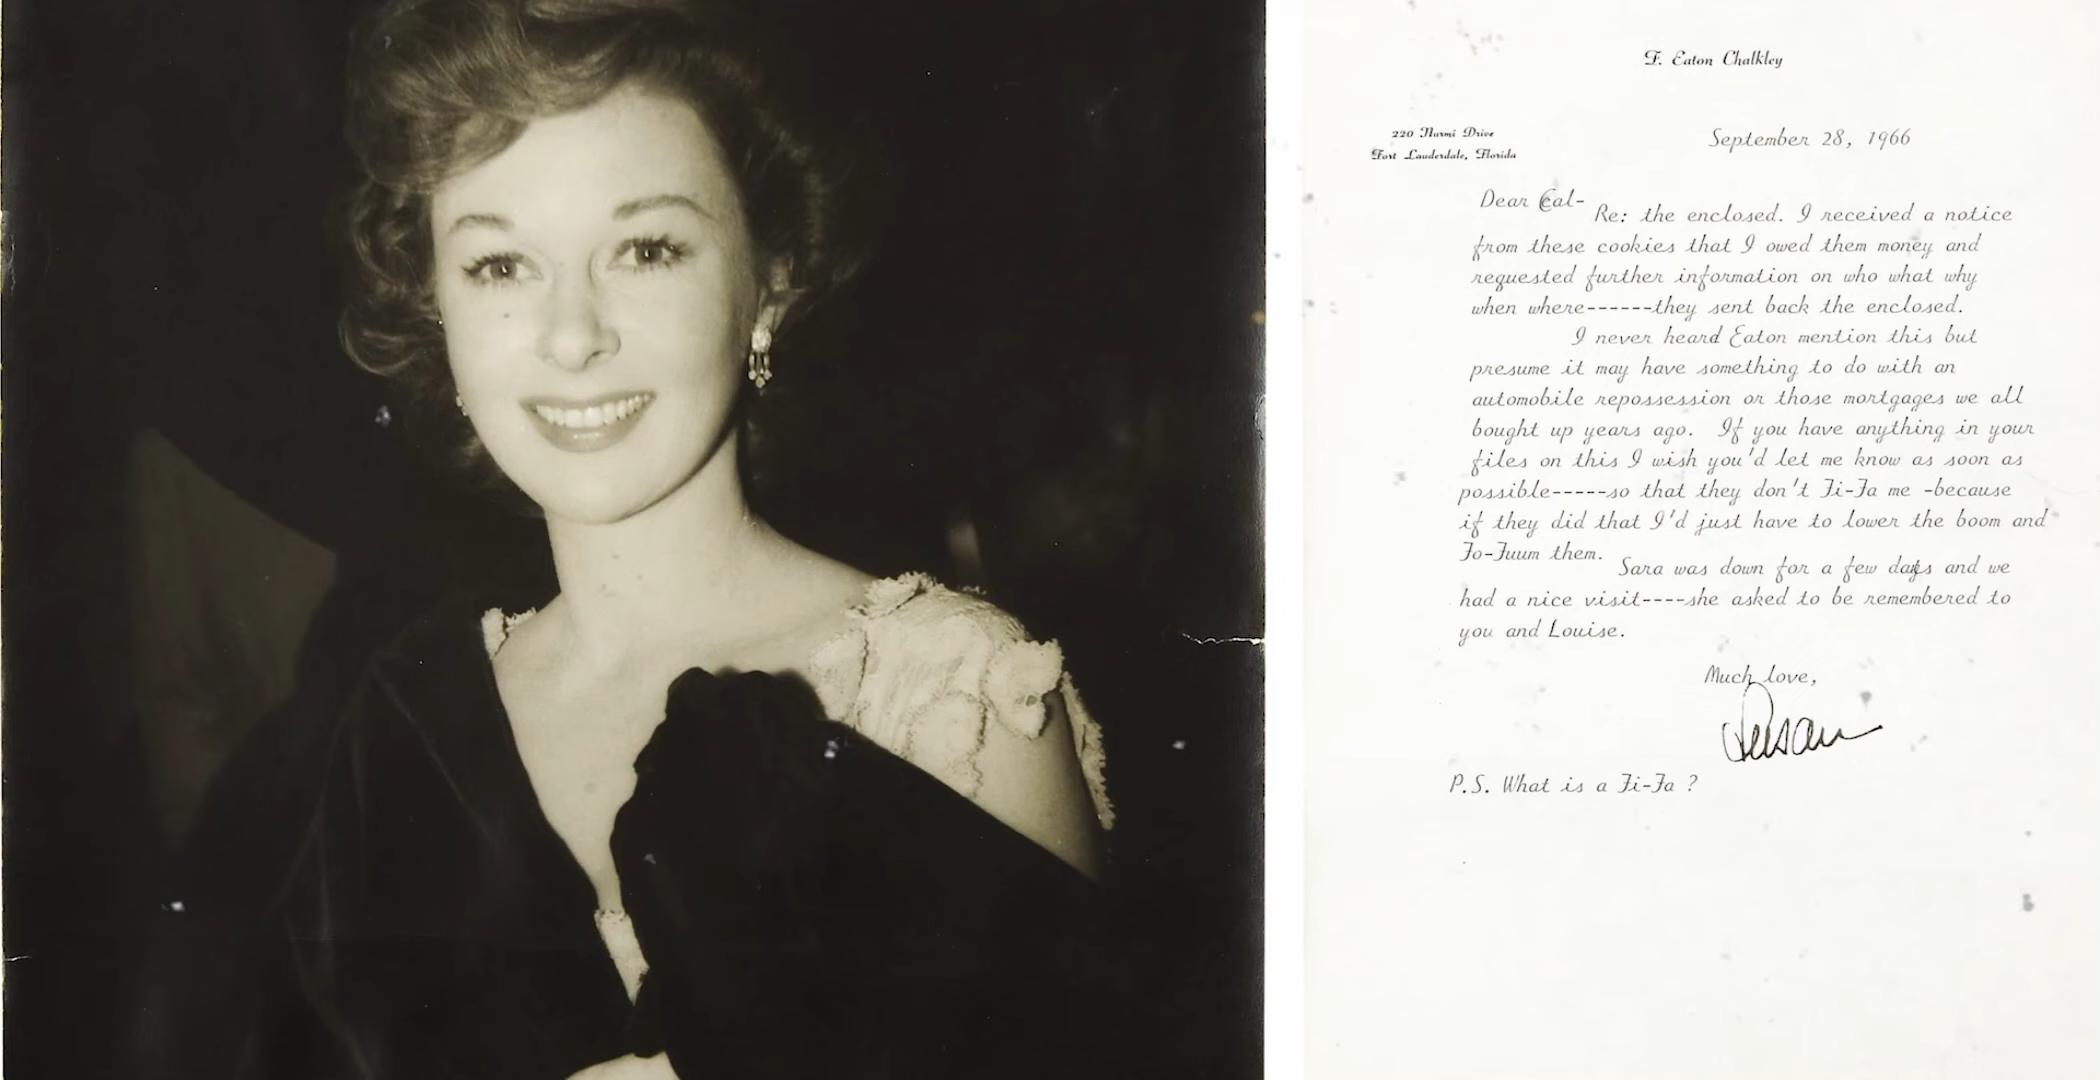 F. Eaton Chalkley
220 Nurmi Drive
Fort Lauderdale, Florida
September 28, 1966
Dear Cal-
Re: the enclosed. I received a notice
from these cookies that I owed them money and
requested further information on who what why
when where------they sent back the enclosed.
I never heard Eaton mention this but
presume it may have something to do with an
automobile repossession or those mortgages we all
bought up years ago. If you have anything in your
files on this I wish you'd let me know as soon as
possible-----so that they don't Fi-Fa me -because
if they did that I'd just have to lower the boom and
Fo-Fuum them.
Sara was down for a few days and we
had a nice visit----she asked to be remembered to
you and Louise.
Much love,
Susan
P.S. What is a Fi-Fa ?